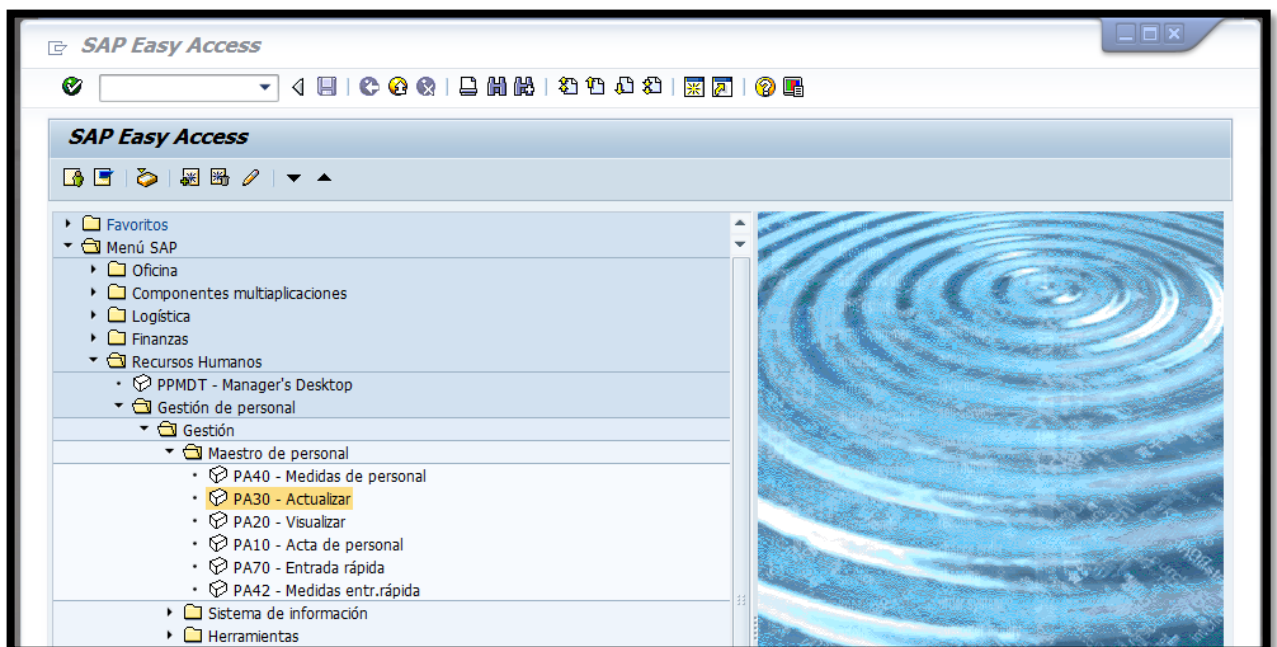 SAP Easy Access
SAP Easy Access
Favoritos
Menú SAP
Oficina
Componentes multiaplicaciones
Logística
Finanzas
Recursos Humanos
PPMDT - Manager's Desktop
Gestión de personal
Gestión
Maestro de personal
PA40 - Medidas de personal
PA30 - Actualizar
PA20 - Visualizar
PA10 - Acta de personal
PA70 - Entrada rápida
PA42 - Medidas entr.rápida
Sistema de información
Herramientas